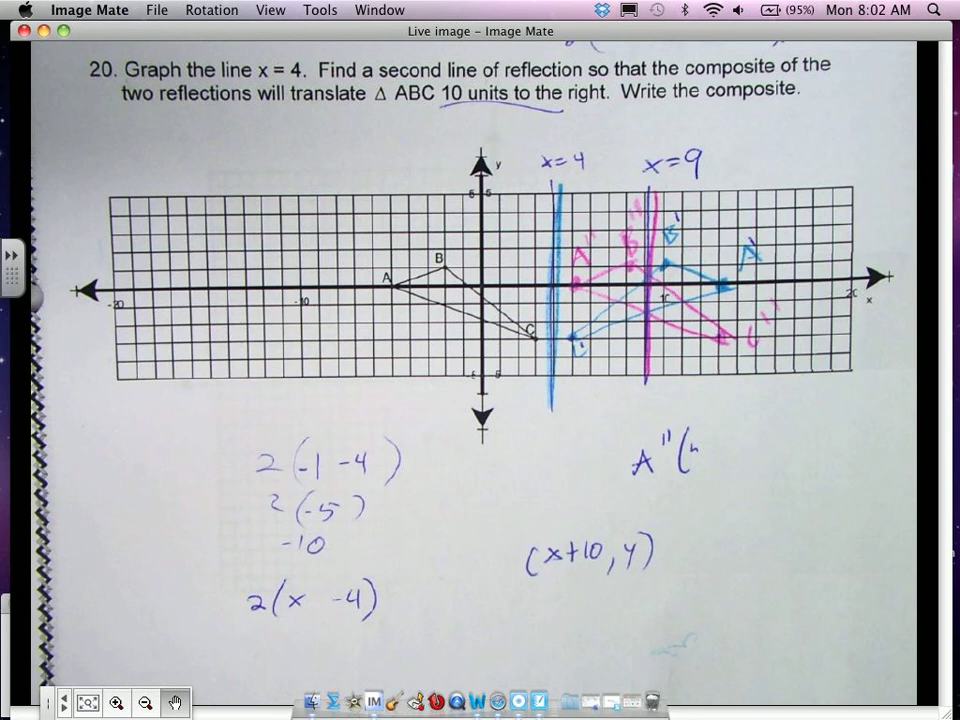 Image Mate File Rotation View Tools Window (95%) Mon 8:02 AM
Live image - Image Mate
20. Graph the line x = 4. Find a second line of reflection so that the composite of the
two reflections will translate Δ ABC 10 units to the right. Write the composite.
x=4 x=9
y
5 5
A'' B'' B' A'
B
A
-20 -10 10 20 x
C C' C''
5
2(-1 -4) A''(
2(-5)
-10 (x+10, y)
2(x -4)
IM W